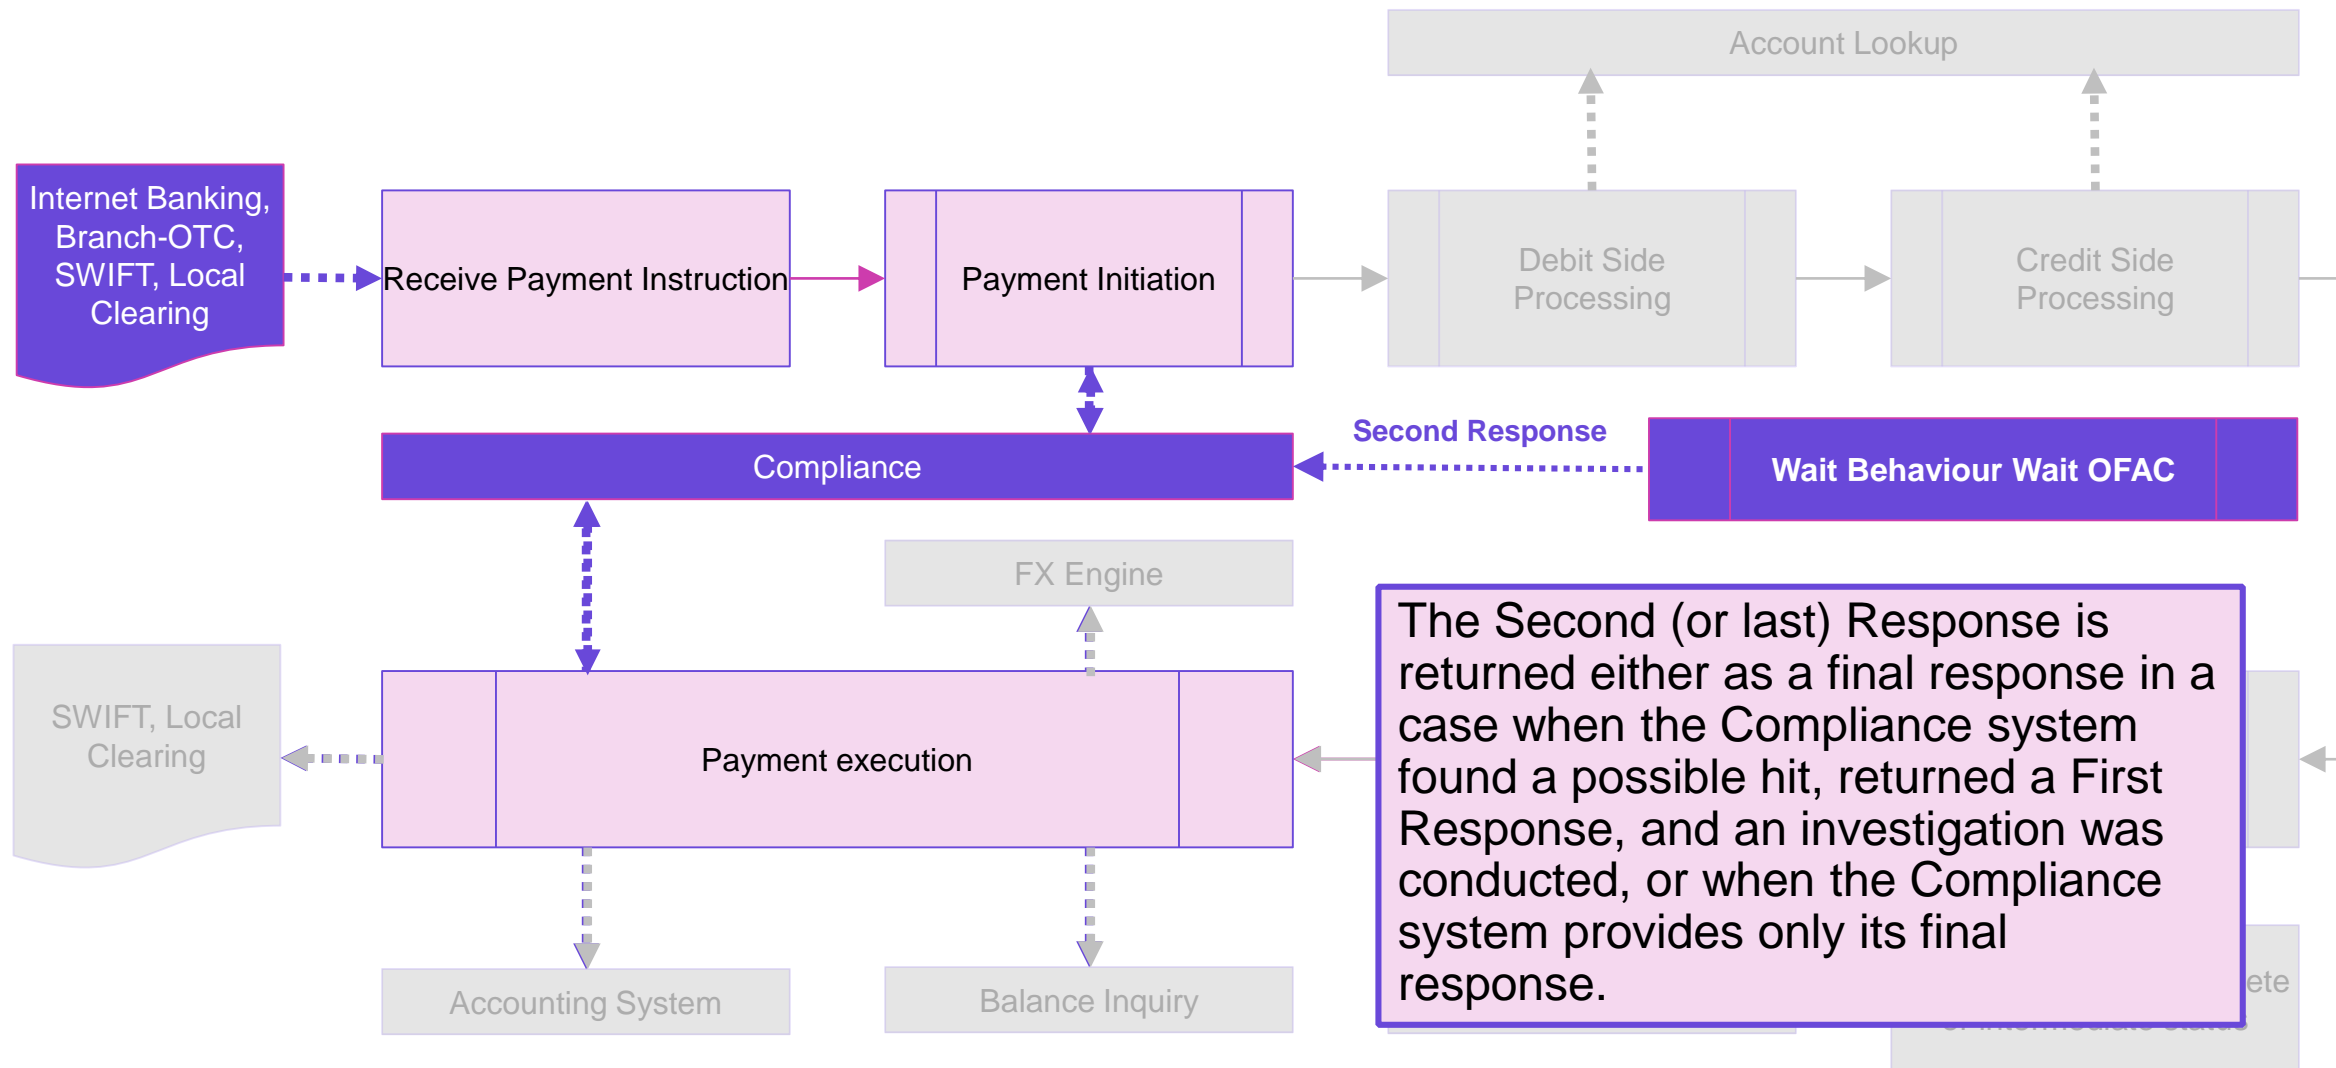 Account Lookup
Internet Banking,
Branch-OTC,
SWIFT, Local
Clearing
Receive Payment Instruction
Payment Initiation
Debit Side
Processing
Credit Side
Processing
Second Response
Compliance
Wait Behaviour Wait OFAC
FX Engine
The Second (or last) Response is
returned either as a final response in a
case when the Compliance system
found a possible hit, returned a First
Response, and an investigation was
conducted, or when the Compliance
system provides only its final
response.
SWIFT, Local
Clearing
Payment execution
Accounting System
Balance Inquiry
ete